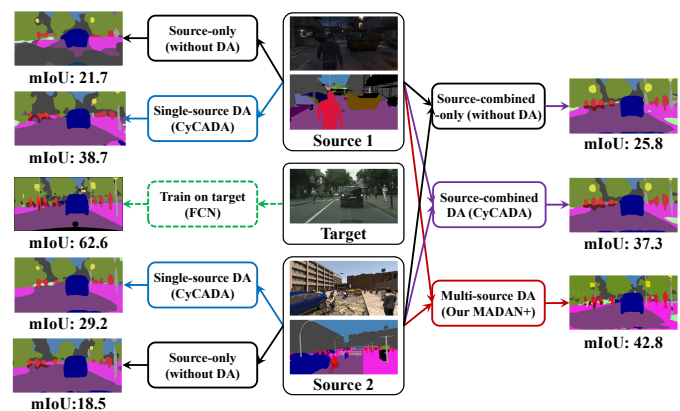 Source-only
(without DA)
mIoU: 21.7
Single-source DA
(CyCADA)
mIoU: 38.7
Train on target
(FCN)
mIoU: 62.6
Single-source DA
(CyCADA)
mIoU: 29.2
Source-only
(without DA)
mIoU:18.5
Source 1
Target
Source 2
Source-combined
-only (without DA)
mIoU: 25.8
Source-combined
DA (CyCADA)
mIoU: 37.3
Multi-source DA
(Our MADAN+)
mIoU: 42.8